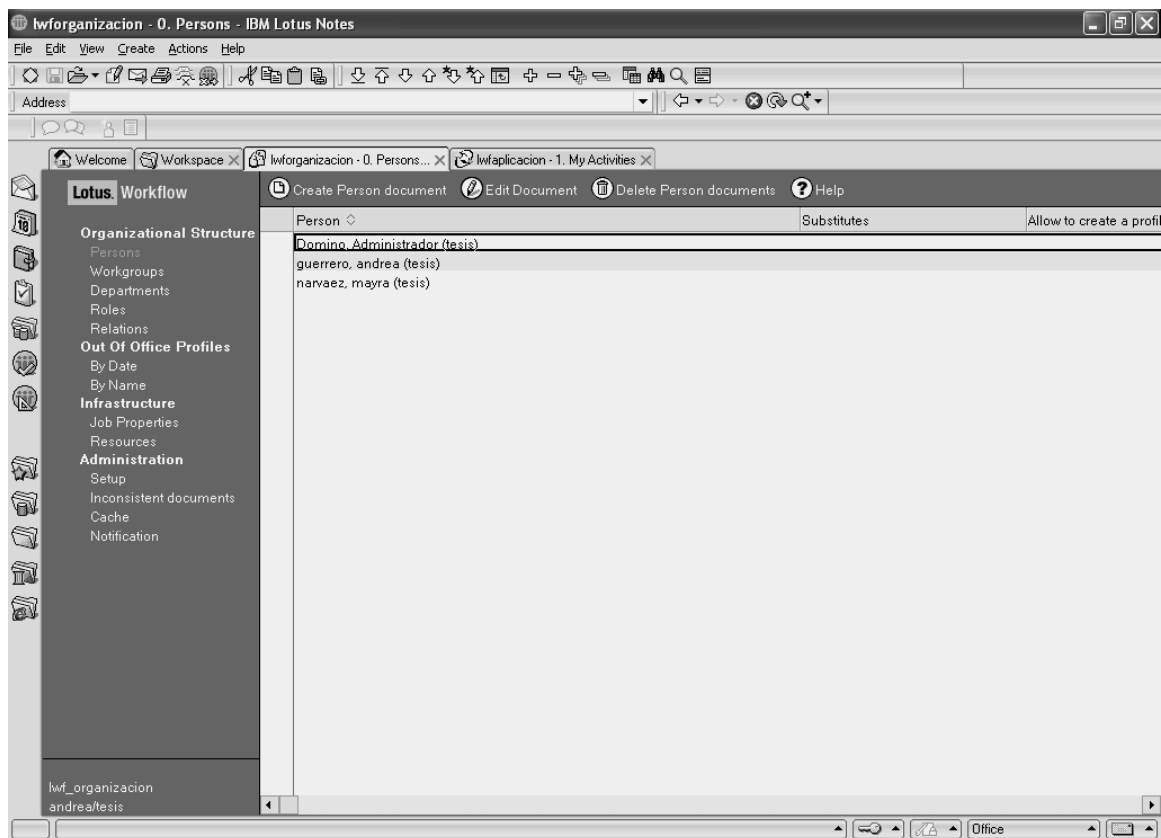 lwforganizacion - 0. Persons - IBM Lotus Notes
File Edit View Create Actions Help
Address
Welcome Workspace lwforganizacion - 0. Persons... lwfaplicacion - 1. My Activities
Lotus. Workflow
Create Person document Edit Document Delete Person documents ? Help
Person Substitutes Allow to create a profil
Organizational Structure
Persons
Workgroups
Departments
Roles
Relations
Out Of Office Profiles
By Date
By Name
Infrastructure
Job Properties
Resources
Administration
Setup
Inconsistent documents
Cache
Notification
Domino, Administrador (tesis)
guerrero, andrea (tesis)
narvaez, mayra (tesis)
lwf_organizacion
andrea/tesis
Office